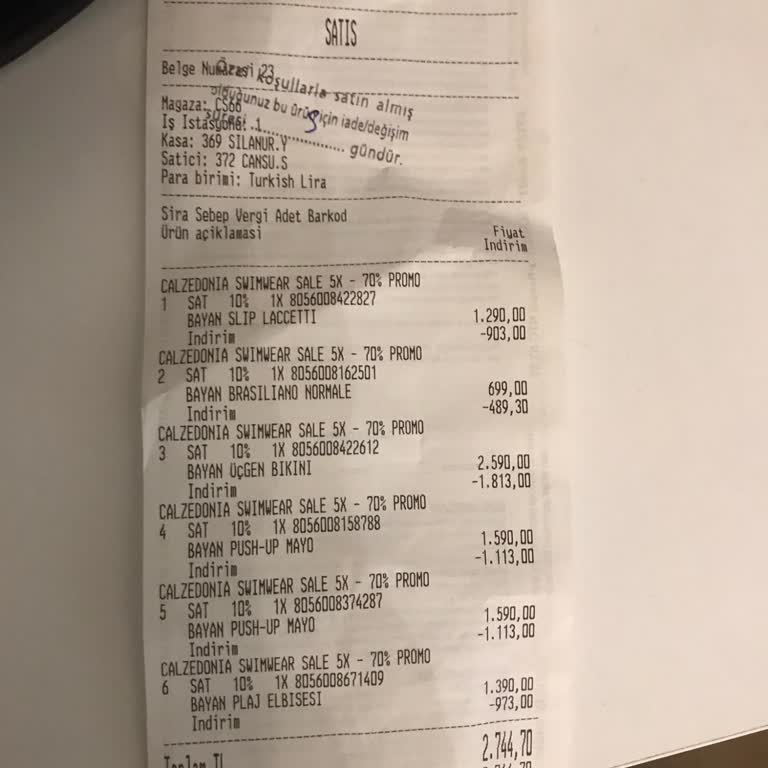 SATIS
Belge Numarasi 23
Özel koşullarla satın almış
olduğunuz bu ürün için iade/değişim
süresi ..... gündür.
Magaza: CS66
Iş Istasyonu: 1
Kasa: 369 SILANUR.Y
Satici: 372 CANSU.S
Para birimi: Turkish Lira
Sira Sebep Vergi Adet Barkod
Ürün açiklamasi
Fiyat
Indirim
CALZEDONIA SWIMWEAR SALE 5X - 70% PROMO
1 SAT 10% 1X 8056008422827
BAYAN SLIP LACCETTI 1.290,00
Indirim -903,00
CALZEDONIA SWIMWEAR SALE 5X - 70% PROMO
2 SAT 10% 1X 8056008162501
BAYAN BRASILIANO NORMALE 699,00
Indirim -489,30
CALZEDONIA SWIMWEAR SALE 5X - 70% PROMO
3 SAT 10% 1X 8056008422612
BAYAN ÜÇGEN BIKINI 2.590,00
Indirim -1.813,00
CALZEDONIA SWIMWEAR SALE 5X - 70% PROMO
4 SAT 10% 1X 8056008158788
BAYAN PUSH-UP MAYO 1.590,00
Indirim -1.113,00
CALZEDONIA SWIMWEAR SALE 5X - 70% PROMO
5 SAT 10% 1X 8056008374287
BAYAN PUSH-UP MAYO 1.590,00
Indirim -1.113,00
CALZEDONIA SWIMWEAR SALE 5X - 70% PROMO
6 SAT 10% 1X 8056008671409
BAYAN PLAJ ELBISESI 1.390,00
Indirim -973,00
Toplam TL 2.744,70